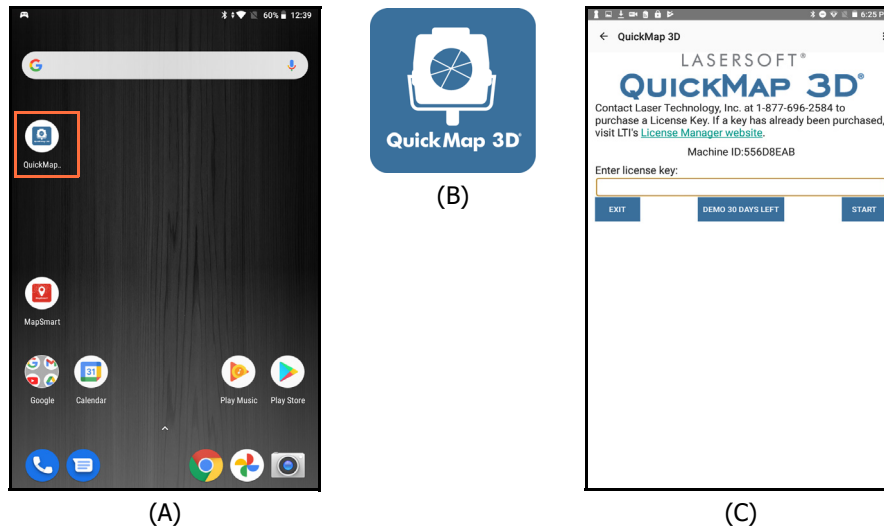 60% 12:39
QuickMap..
MapSmart
31
Google
Calendar
Play Music
Play Store
(A)
QuickMap 3D
(B)
6:25 P
QuickMap 3D
LASERSOFT®
QUICKMAP 3D®
Contact Laser Technology, Inc. at 1-877-696-2584 to
purchase a License Key. If a key has already been purchased,
visit LTI's License Manager website.
Machine ID:556D8EAB
Enter license key:
EXIT
DEMO 30 DAYS LEFT
START
(C)